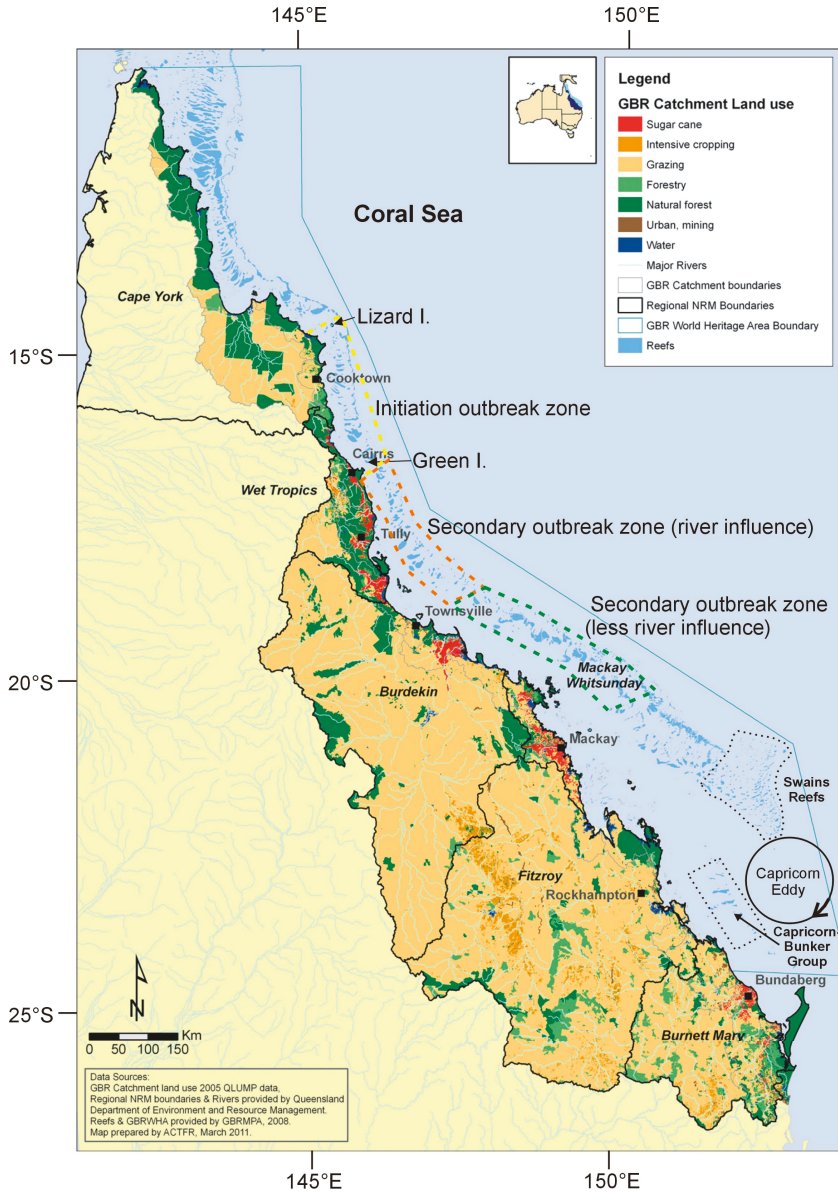 145°E
150°E
Legend
GBR Catchment Land use
Sugar cane
Intensive cropping
Grazing
Forestry
Natural forest
Urban, mining
Water
Major Rivers
GBR Catchment boundaries
Regional NRM Boundaries
GBR World Heritage Area Boundary
Reefs
Coral Sea
Cape York
Lizard I.
15°S
Cooktown
Initiation outbreak zone
Cairns
Green I.
Wet Tropics
Secondary outbreak zone (river influence)
Tully
Secondary outbreak zone
(less river influence)
Townsville
Mackay
Whitsunday
20°S
Burdekin
Mackay
Swains
Reefs
Capricorn
Eddy
Fitzroy
Rockhampton
Capricorn-
Bunker
Group
Bundaberg
N
25°S
Km
0 50 100 150
Burnett Mary
Data Sources:
GBR Catchment land use 2005 QLUMP data,
Regional NRM boundaries & Rivers provided by Queensland
Department of Environment and Resource Management.
Reefs & GBRWHA provided by GBRMPA, 2008.
Map prepared by ACTFR, March 2011.
145°E
150°E